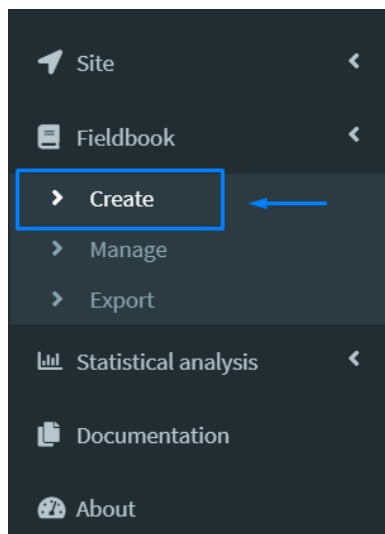 Site
Fieldbook
Create
Manage
Export
Statistical analysis
Documentation
About